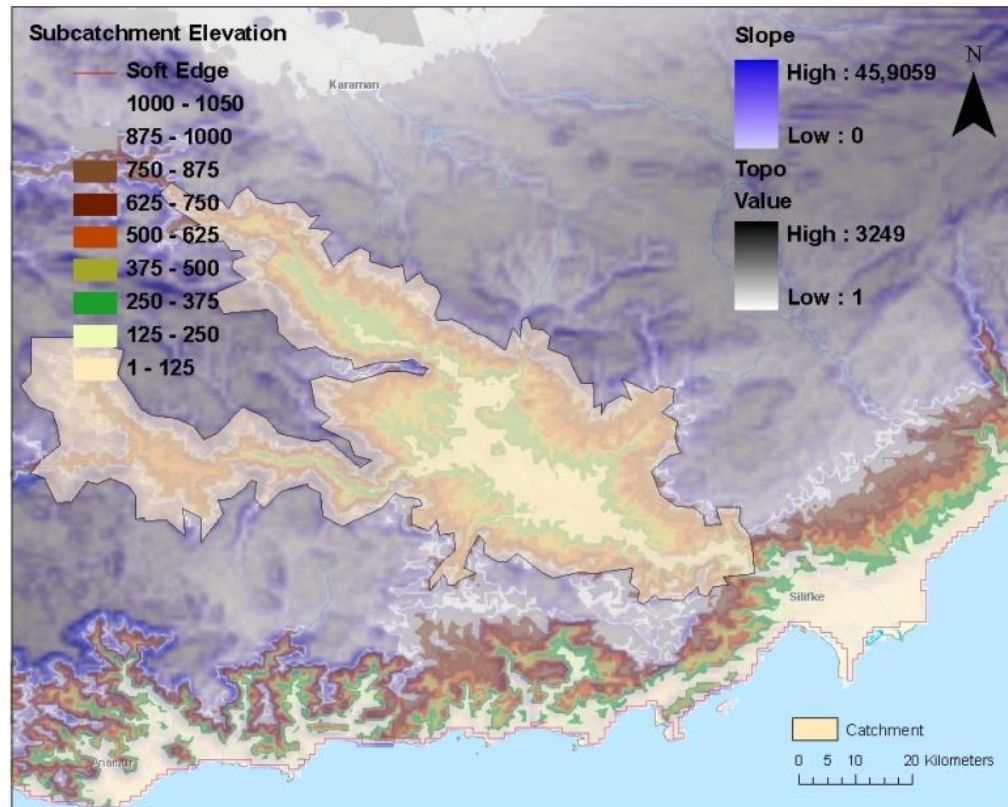 Subcatchment Elevation
Soft Edge
1000 - 1050
875 - 1000
750 - 875
625 - 750
500 - 625
375 - 500
250 - 375
125 - 250
1 - 125
Slope
High : 45,9059
Low : 0
Topo
Value
High : 3249
Low : 1
N
Karaman
Silifke
Anamur
Catchment
0 5 10 20 Kilometers